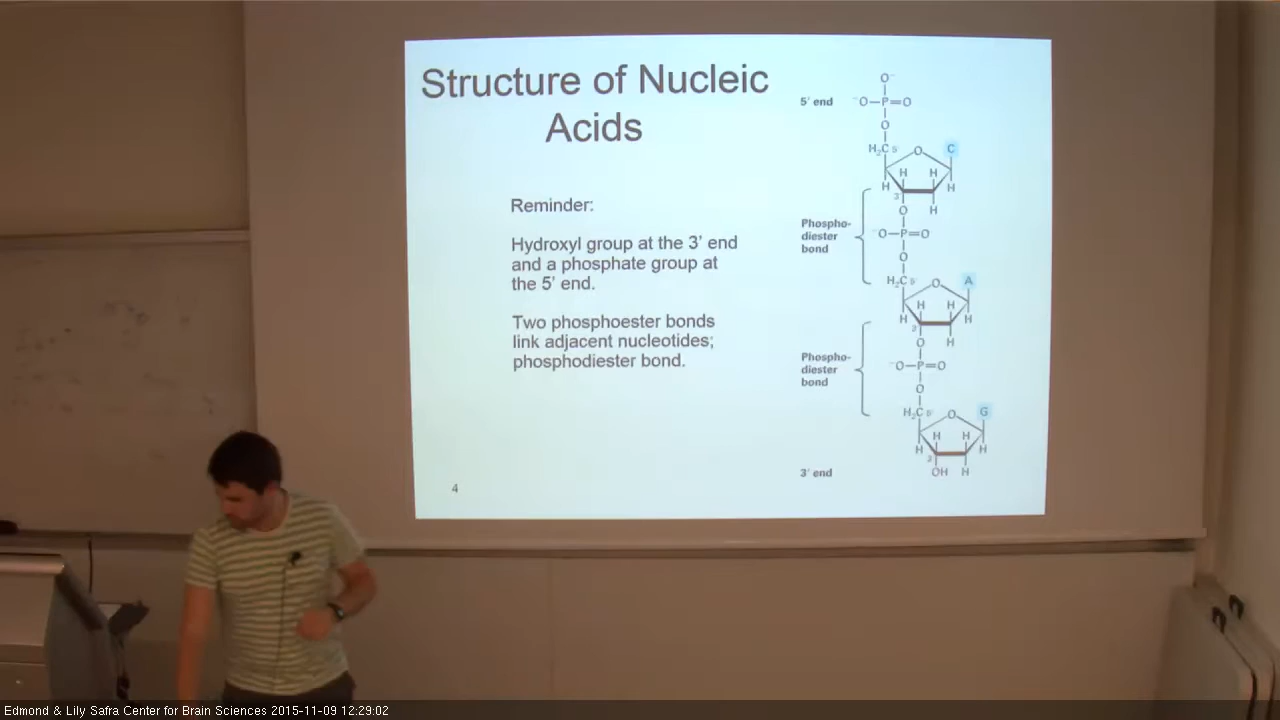 Structure of Nucleic
Acids
Reminder:
Hydroxyl group at the 3' end
and a phosphate group at
the 5' end.
Two phosphoester bonds
link adjacent nucleotides;
phosphodiester bond.
4
5' end
O⁻
⁻O—P=O
O
H₂C 5'
O
C
H
H
H
H
3'
H
O
Phospho-
diester
bond
⁻O—P=O
O
H₂C 5'
O
A
H
H
H
H
3'
H
O
Phospho-
diester
bond
⁻O—P=O
O
H₂C 5'
O
G
H
H
H
H
3'
3' end
OH
H
Edmond & Lily Safra Center for Brain Sciences 2015-11-09 12:29:02